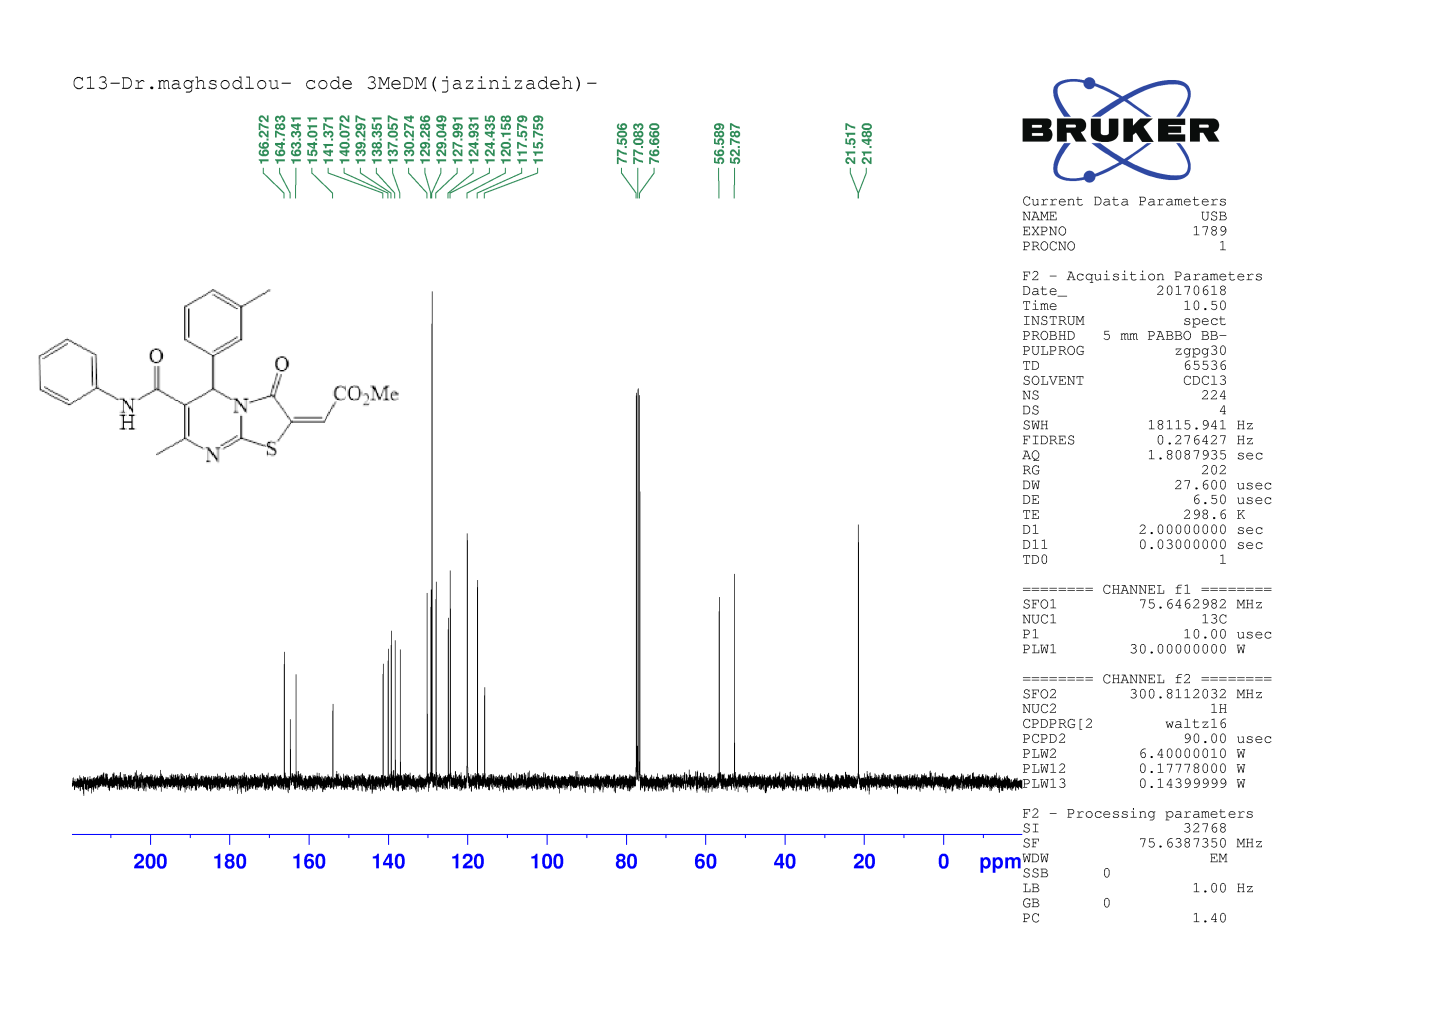 C13-Dr.maghsodlou- code 3MeDM(jazinizadeh)-
166.272
164.783
163.341
154.011
141.371
140.072
139.297
138.351
137.057
130.274
129.286
129.049
127.991
124.931
124.435
120.158
117.579
115.759
77.506
77.083
76.660
56.589
52.787
21.517
21.480
BRUKER
Current Data Parameters
NAME USB
EXPNO 1789
PROCNO 1
F2 - Acquisition Parameters
Date_ 20170618
Time 10.50
INSTRUM spect
PROBHD 5 mm PABBO BB-
PULPROG zgpg30
TD 65536
SOLVENT CDCl3
NS 224
DS 4
SWH 18115.941 Hz
FIDRES 0.276427 Hz
AQ 1.8087935 sec
RG 202
DW 27.600 usec
DE 6.50 usec
TE 298.6 K
D1 2.00000000 sec
D11 0.03000000 sec
TD0 1
======== CHANNEL f1 ========
SFO1 75.6462982 MHz
NUC1 13C
P1 10.00 usec
PLW1 30.00000000 W
======== CHANNEL f2 ========
SFO2 300.8112032 MHz
NUC2 1H
CPDPRG[2 waltz16
PCPD2 90.00 usec
PLW2 6.40000010 W
PLW12 0.17778000 W
PLW13 0.14399999 W
F2 - Processing parameters
SI 32768
SF 75.6387350 MHz
WDW EM
SSB 0
LB 1.00 Hz
GB 0
PC 1.40
O
O
CO2Me
N
H
N
N
S
200 180 160 140 120 100 80 60 40 20 0 ppm